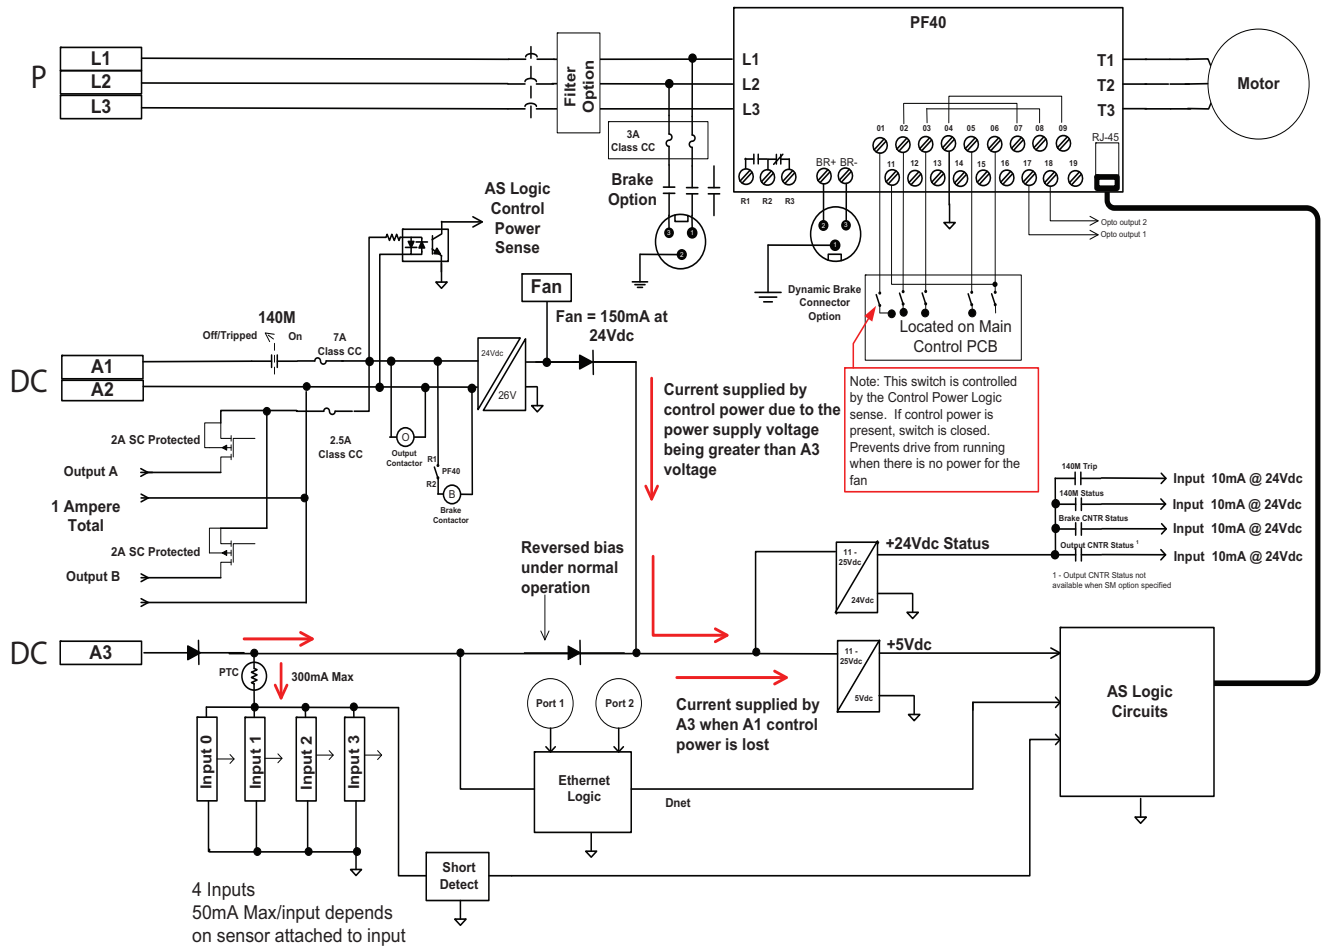 PF40
P
L1
L2
L3
Filter Option
L1
L2
L3
T1
T2
T3
Motor
3A
Class CC
Brake
Option
01 02 03 04 05 06 07 08 09
RJ-45
11 12 13 14 15 16 17 18 19
R1 R2 R3
BR+ BR-
3 1
2
2 3
1
Opto output 2
Opto output 1
Dynamic Brake
Connector
Option
Located on Main
Control PCB
Note: This switch is controlled
by the Control Power Logic
sense. If control power is
present, switch is closed.
Prevents drive from running
when there is no power for the
fan
AS Logic
Control
Power
Sense
Fan
Fan = 150mA at
24Vdc
140M
Off/Tripped
On
7A
Class CC
DC
A1
A2
24Vdc
26V
2A SC Protected
2.5A
Class CC
O
Output
Contactor
R1
R2
PF40
B
Brake
Contactor
Output A
1 Ampere
Total
2A SC Protected
Output B
Current supplied by
control power due to the
power supply voltage
being greater than A3
voltage
Reversed bias
under normal
operation
140M Trip
Input 10mA @ 24Vdc
140M Status
Input 10mA @ 24Vdc
Brake CNTR Status
Input 10mA @ 24Vdc
Output CNTR Status 1
Input 10mA @ 24Vdc
1 - Output CNTR Status not
available when SM option specified
+24Vdc Status
11 -
25Vdc
24Vdc
DC
A3
PTC
300mA Max
+5Vdc
11 -
25Vdc
5Vdc
Current supplied by
A3 when A1 control
power is lost
AS Logic
Circuits
Port 1
Port 2
Input 0
Input 1
Input 2
Input 3
Ethernet
Logic
Dnet
Short
Detect
4 Inputs
50mA Max/input depends
on sensor attached to input